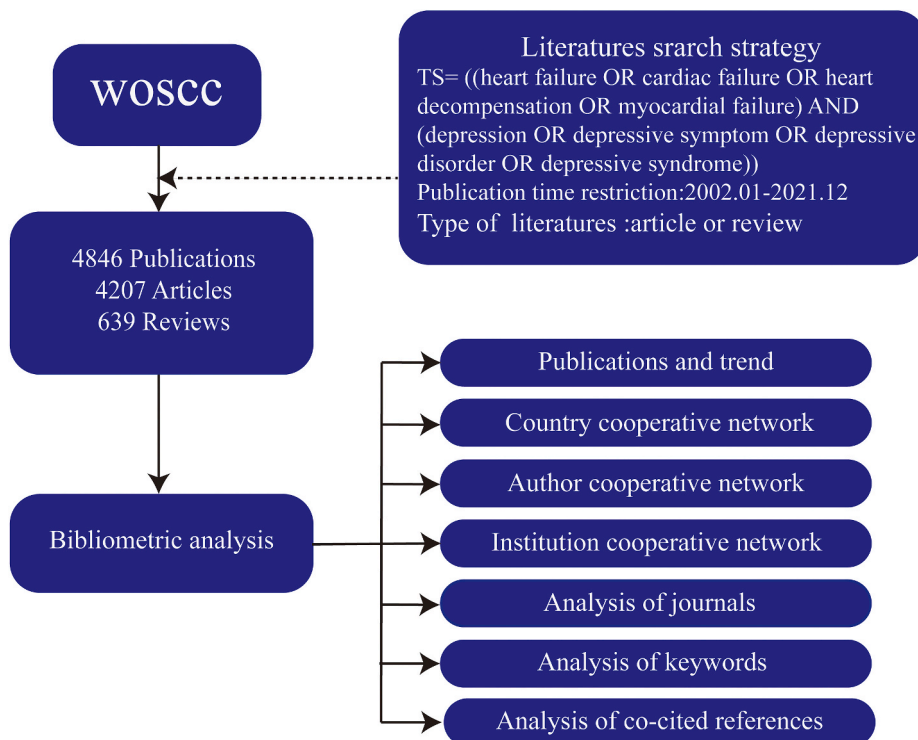 woscc
Literatures srarch strategy
TS= ((heart failure OR cardiac failure OR heart
decompensation OR myocardial failure) AND
(depression OR depressive symptom OR depressive
disorder OR depressive syndrome))
Publication time restriction:2002.01-2021.12
Type of literatures :article or review
4846 Publications
4207 Articles
639 Reviews
Bibliometric analysis
Publications and trend
Country cooperative network
Author cooperative network
Institution cooperative network
Analysis of journals
Analysis of keywords
Analysis of co-cited references